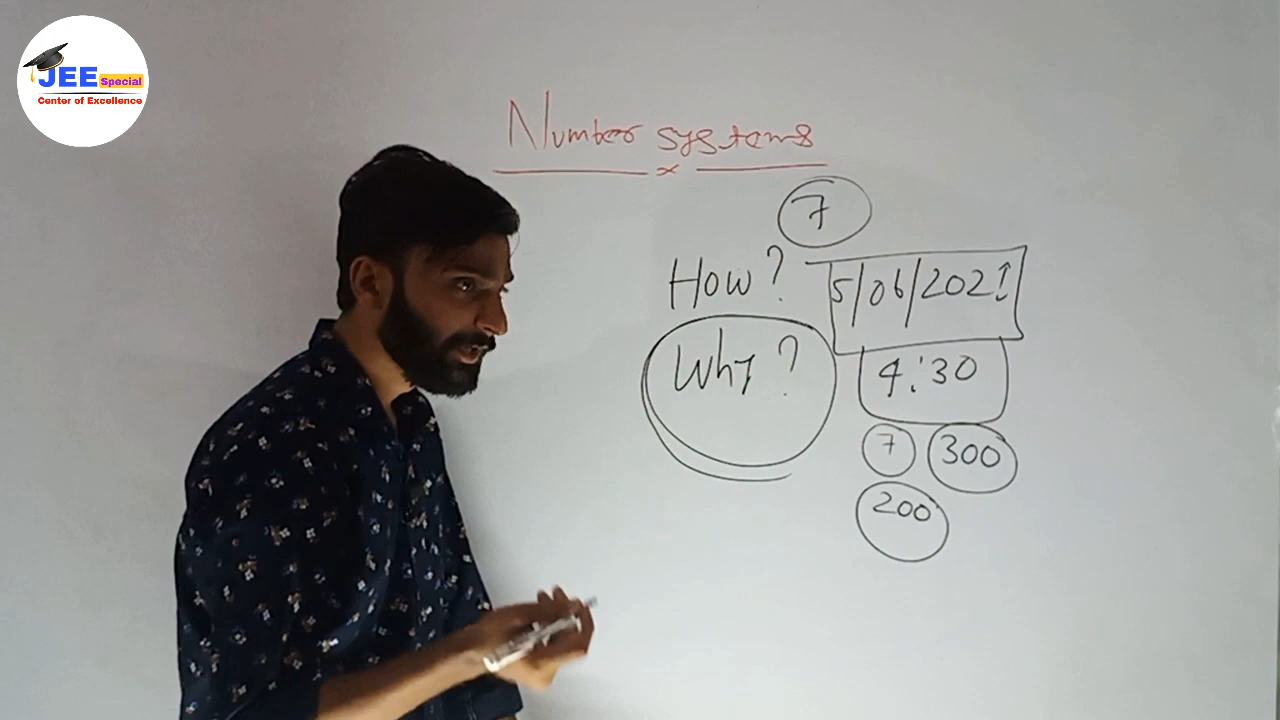 JEE Special
Center of Excellence
Number systems
7
How? 5/06/2021
Why? 4:30
7 300
200